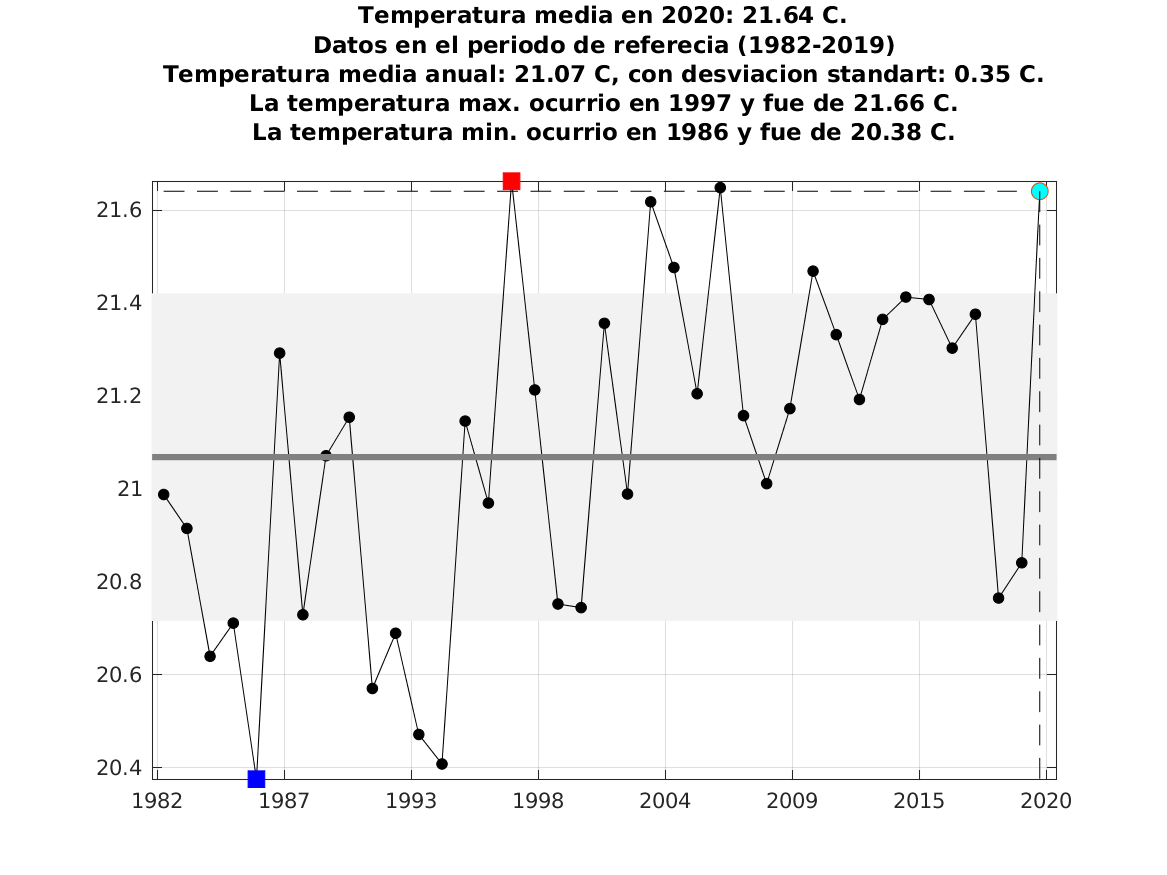 Temperatura media en 2020: 21.64 C.
Datos en el periodo de referecia (1982-2019)
Temperatura media anual: 21.07 C, con desviacion standart: 0.35 C.
La temperatura max. ocurrio en 1997 y fue de 21.66 C.
La temperatura min. ocurrio en 1986 y fue de 20.38 C.
21.6
21.4
21.2
21
20.8
20.6
20.4
1982 1987 1993 1998 2004 2009 2015 2020